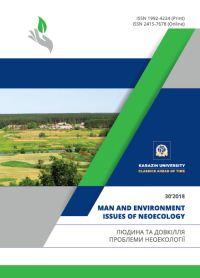 ISSN 1992-4224 (Print)
ISSN 2415-7678 (Online)
KARAZIN UNIVERSITY
CLASSICS AHEAD OF TIME
30'2018
MAN AND ENVIRONMENT
ISSUES OF NEOECOLOGY
ЛЮДИНА ТА ДОВКІЛЛЯ
ПРОБЛЕМИ НЕОЕКОЛОГІЇ